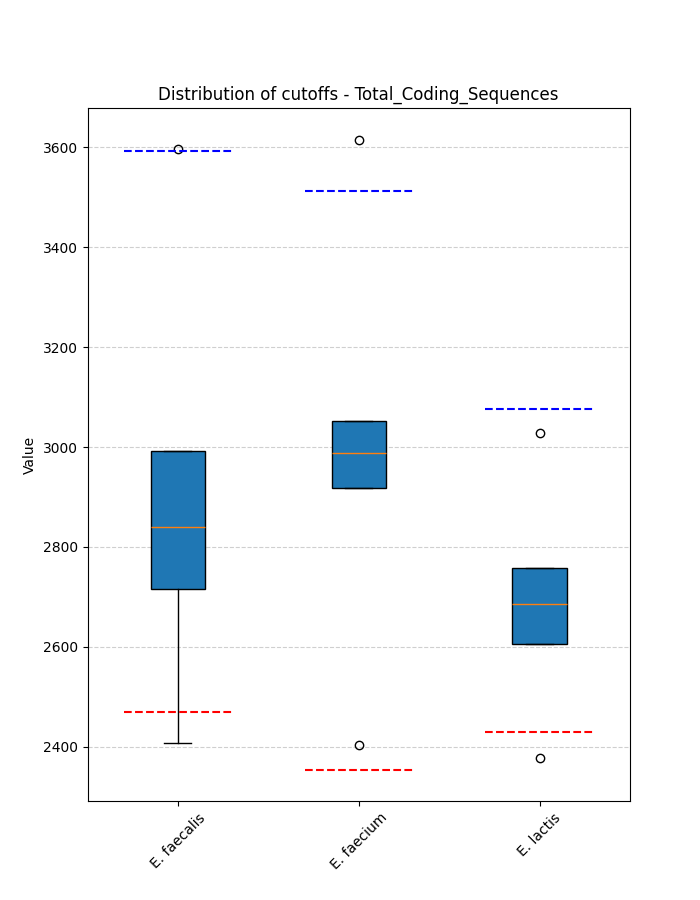 Distribution of cutoffs - Total_Coding_Sequences
Value
3600
3400
3200
3000
2800
2600
2400
E. faecalis
E. faecium
E. lactis